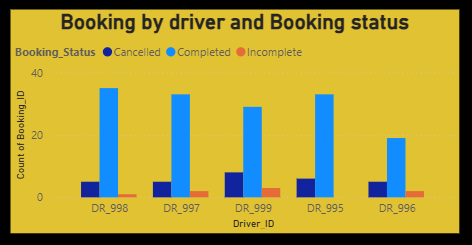 Booking by driver and Booking status
Booking_Status Cancelled Completed Incomplete
40
20
0
Count of Booking_ID
DR_998 DR_997 DR_999 DR_995 DR_996
Driver_ID